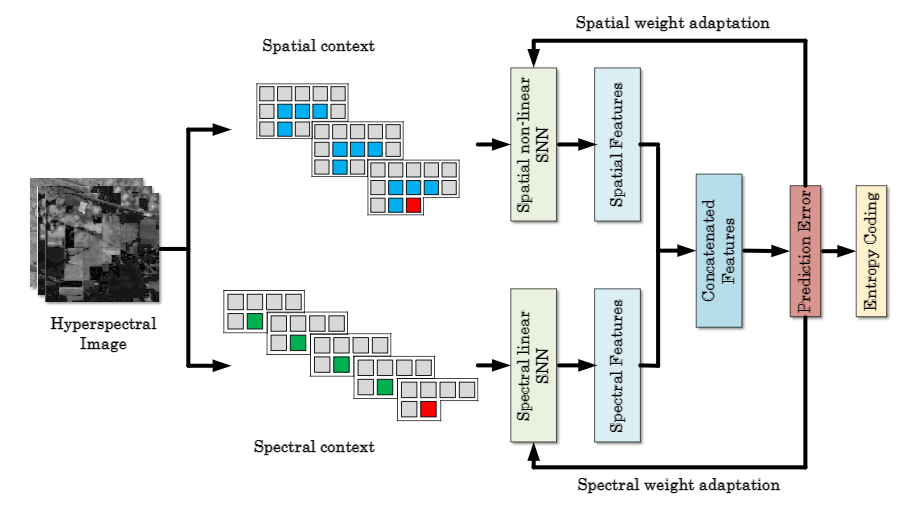 Spatial weight adaptation
Spatial context
Spatial non-linear
SNN
Spatial Features
Hyperspectral
Image
Concatenated
Features
Prediction Error
Entropy Coding
Spectral linear
SNN
Spectral Features
Spectral context
Spectral weight adaptation